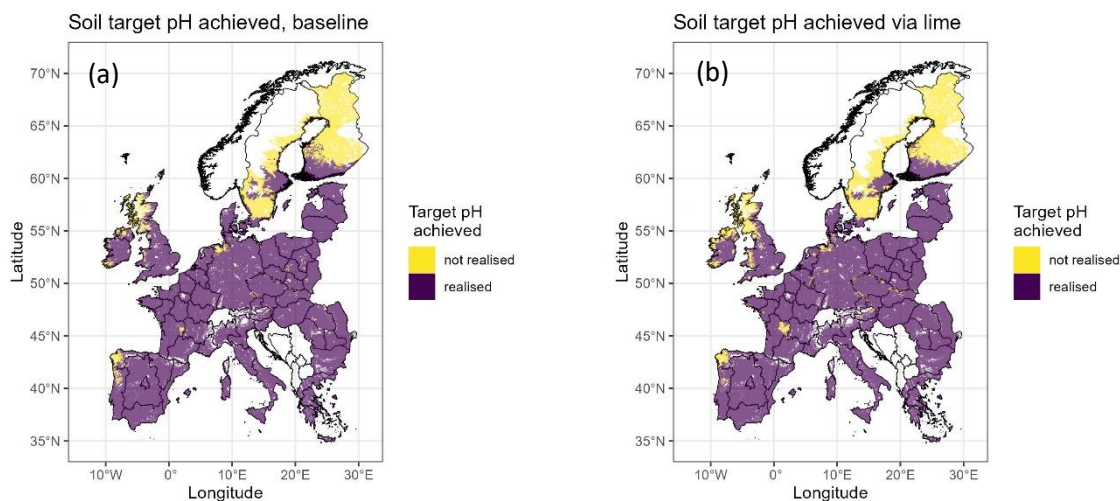 Soil target pH achieved, baseline
(a)
70°N
65°N
60°N
55°N
50°N
45°N
40°N
35°N
Latitude
10°W 0° 10°E 20°E 30°E
Longitude
Target pH
achieved
not realised
realised
Soil target pH achieved via lime
(b)
70°N
65°N
60°N
55°N
50°N
45°N
40°N
35°N
Latitude
10°W 0° 10°E 20°E 30°E
Longitude
Target pH
achieved
not realised
realised